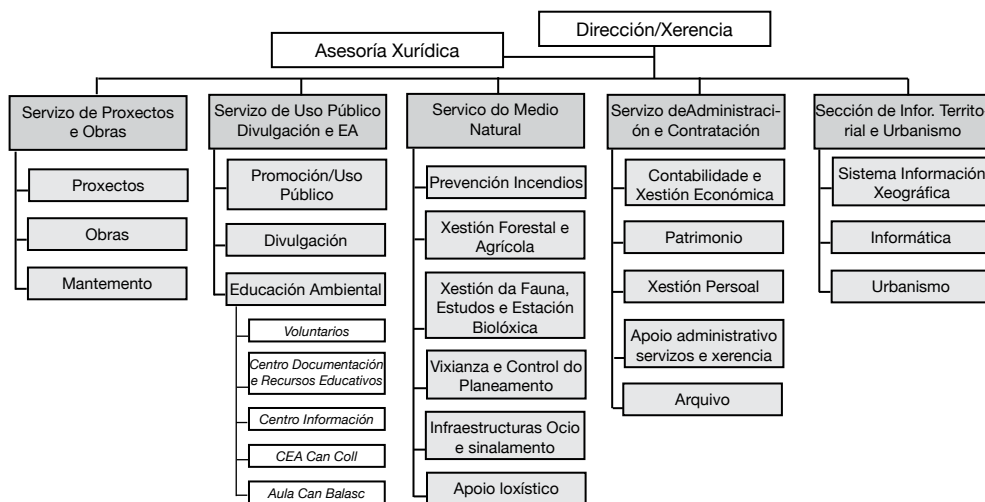 Dirección/Xerencia
Asesoría Xurídica
Servizo de Proxectos
e Obras
Proxectos
Obras
Mantemento
Servizo de Uso Público
Divulgación e EA
Promoción/Uso
Público
Divulgación
Educación Ambiental
Voluntarios
Centro Documentación
e Recursos Educativos
Centro Información
CEA Can Coll
Aula Can Balasc
Servico do Medio
Natural
Prevención Incendios
Xestión Forestal e
Agrícola
Xestión da Fauna,
Estudos e Estación
Biolóxica
Vixianza e Control do
Planeamento
Infraestructuras Ocio
e sinalamento
Apoio loxístico
Servizo deAdministraci-
ón e Contratación
Contabilidade e
Xestión Económica
Patrimonio
Xestión Persoal
Apoio administrativo
servizos e xerencia
Arquivo
Sección de Infor. Territo-
rial e Urbanismo
Sistema Información
Xeográfica
Informática
Urbanismo